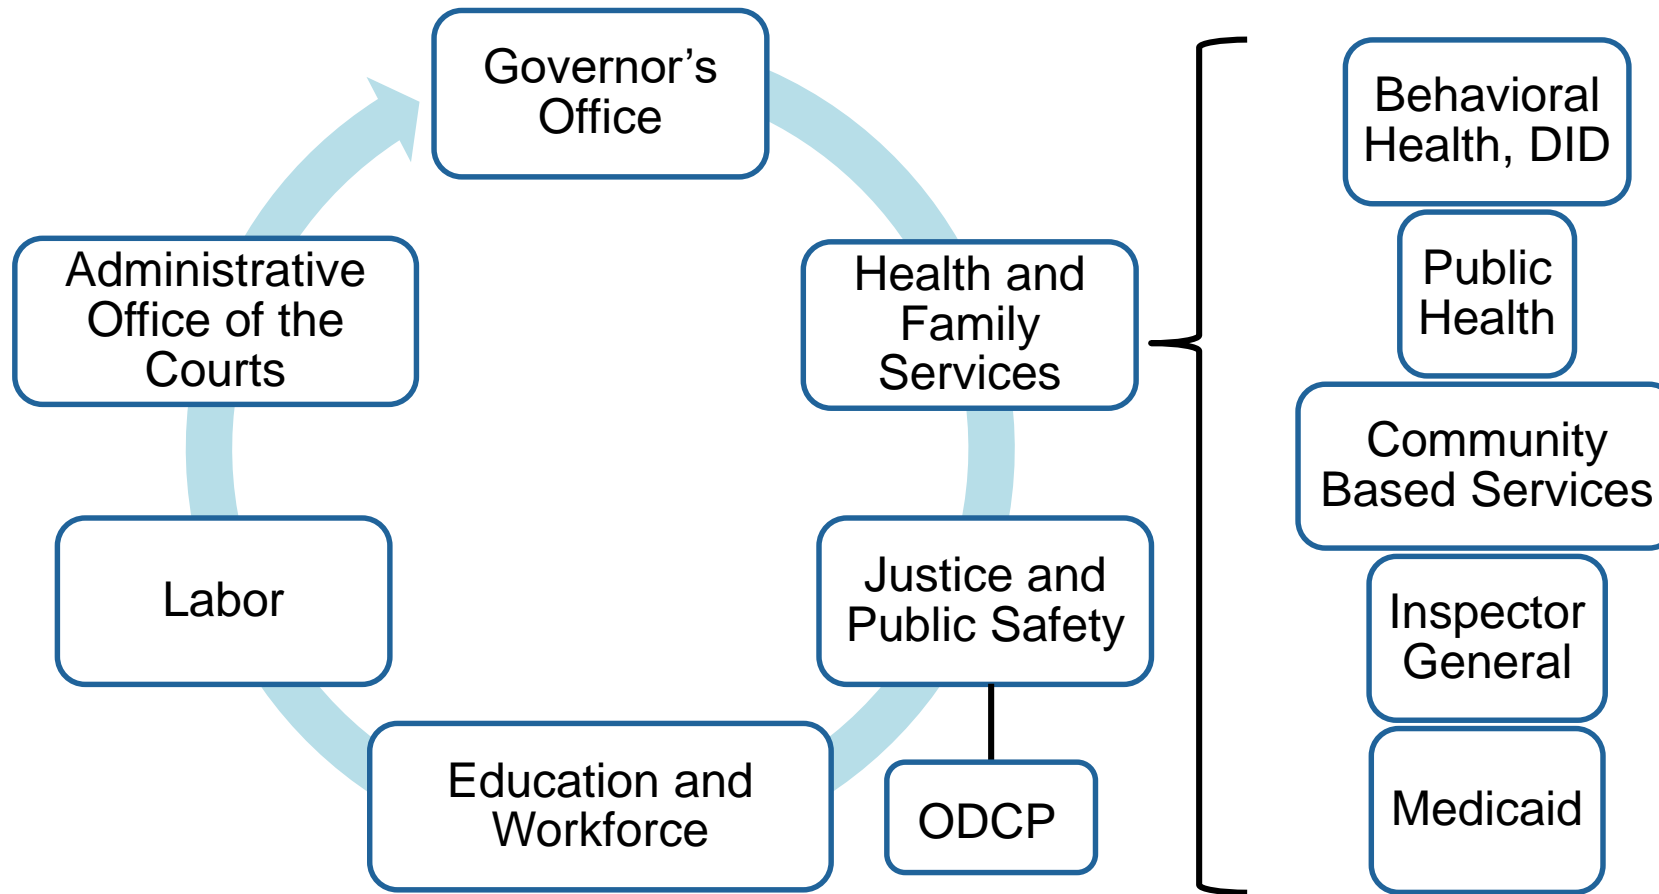 Governor’s
Office
Health and
Family
Services
Justice and
Public Safety
ODCP
Education and
Workforce
Labor
Administrative
Office of the
Courts
Behavioral
Health, DID
Public
Health
Community
Based Services
Inspector
General
Medicaid